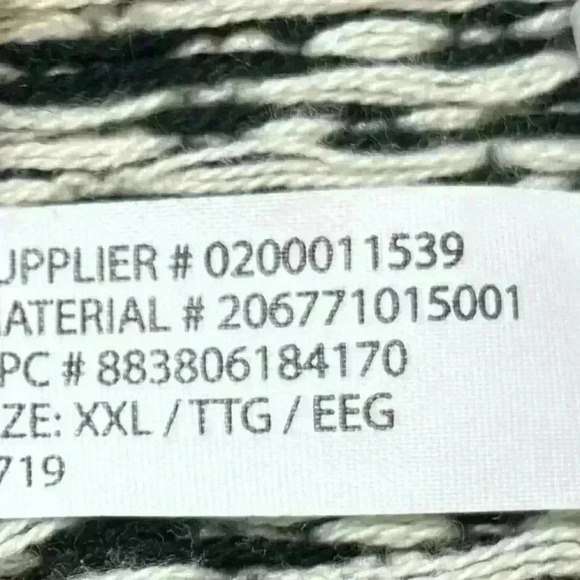 UPPLIER # 0200011539
ATERIAL # 206771015001
PC # 883806184170
ZE: XXL / TTG / EEG
719